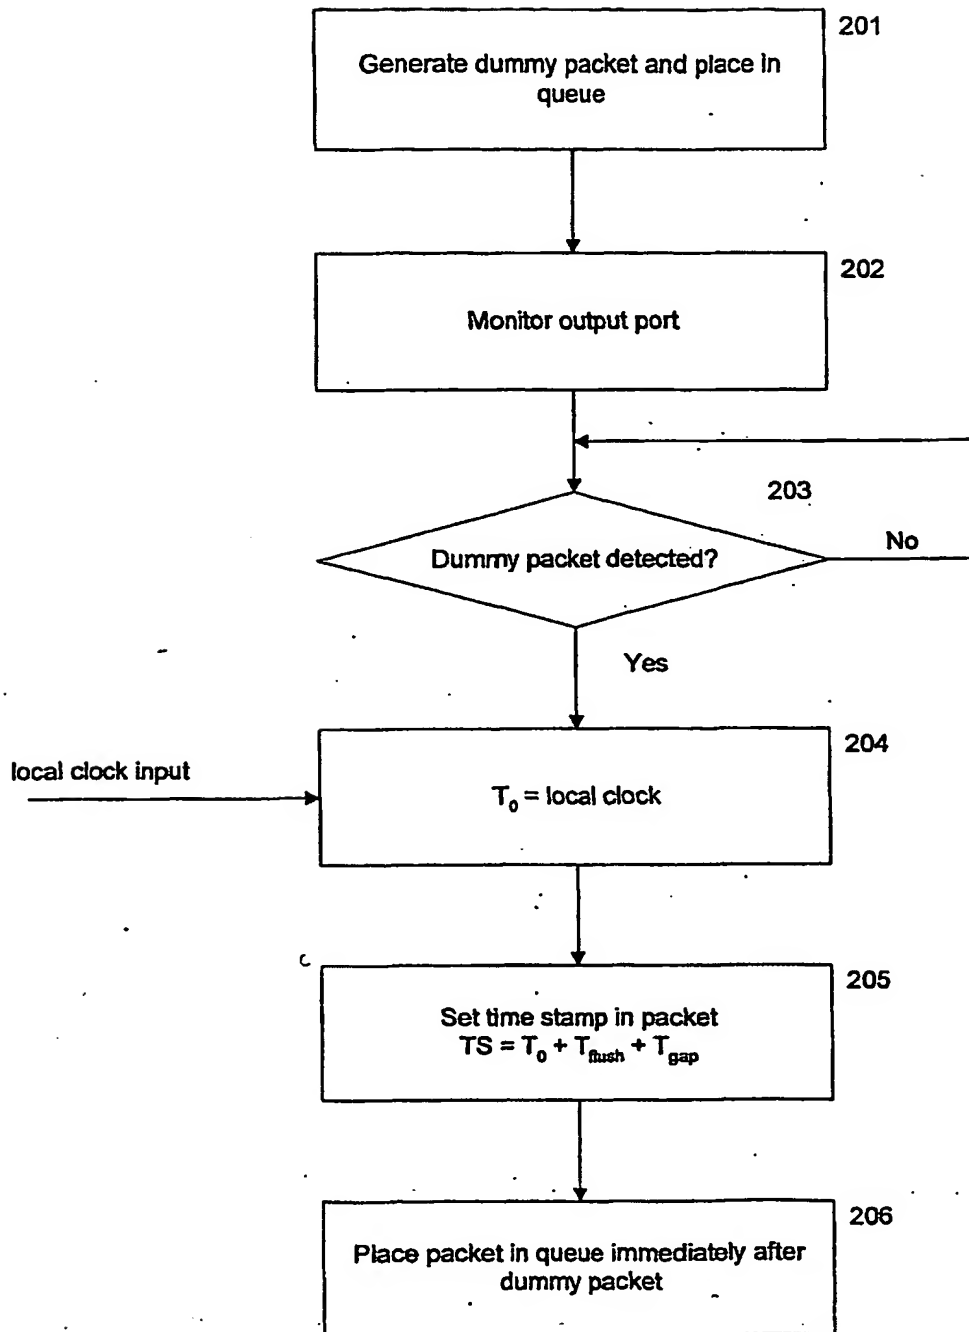 201
Generate dummy packet and place in
queue
202
Monitor output port
203
Dummy packet detected?
No
Yes
204
local clock input
T₀ = local clock
205
Set time stamp in packet
TS = T₀ + T_flush + T_gap
206
Place packet in queue immediately after
dummy packet